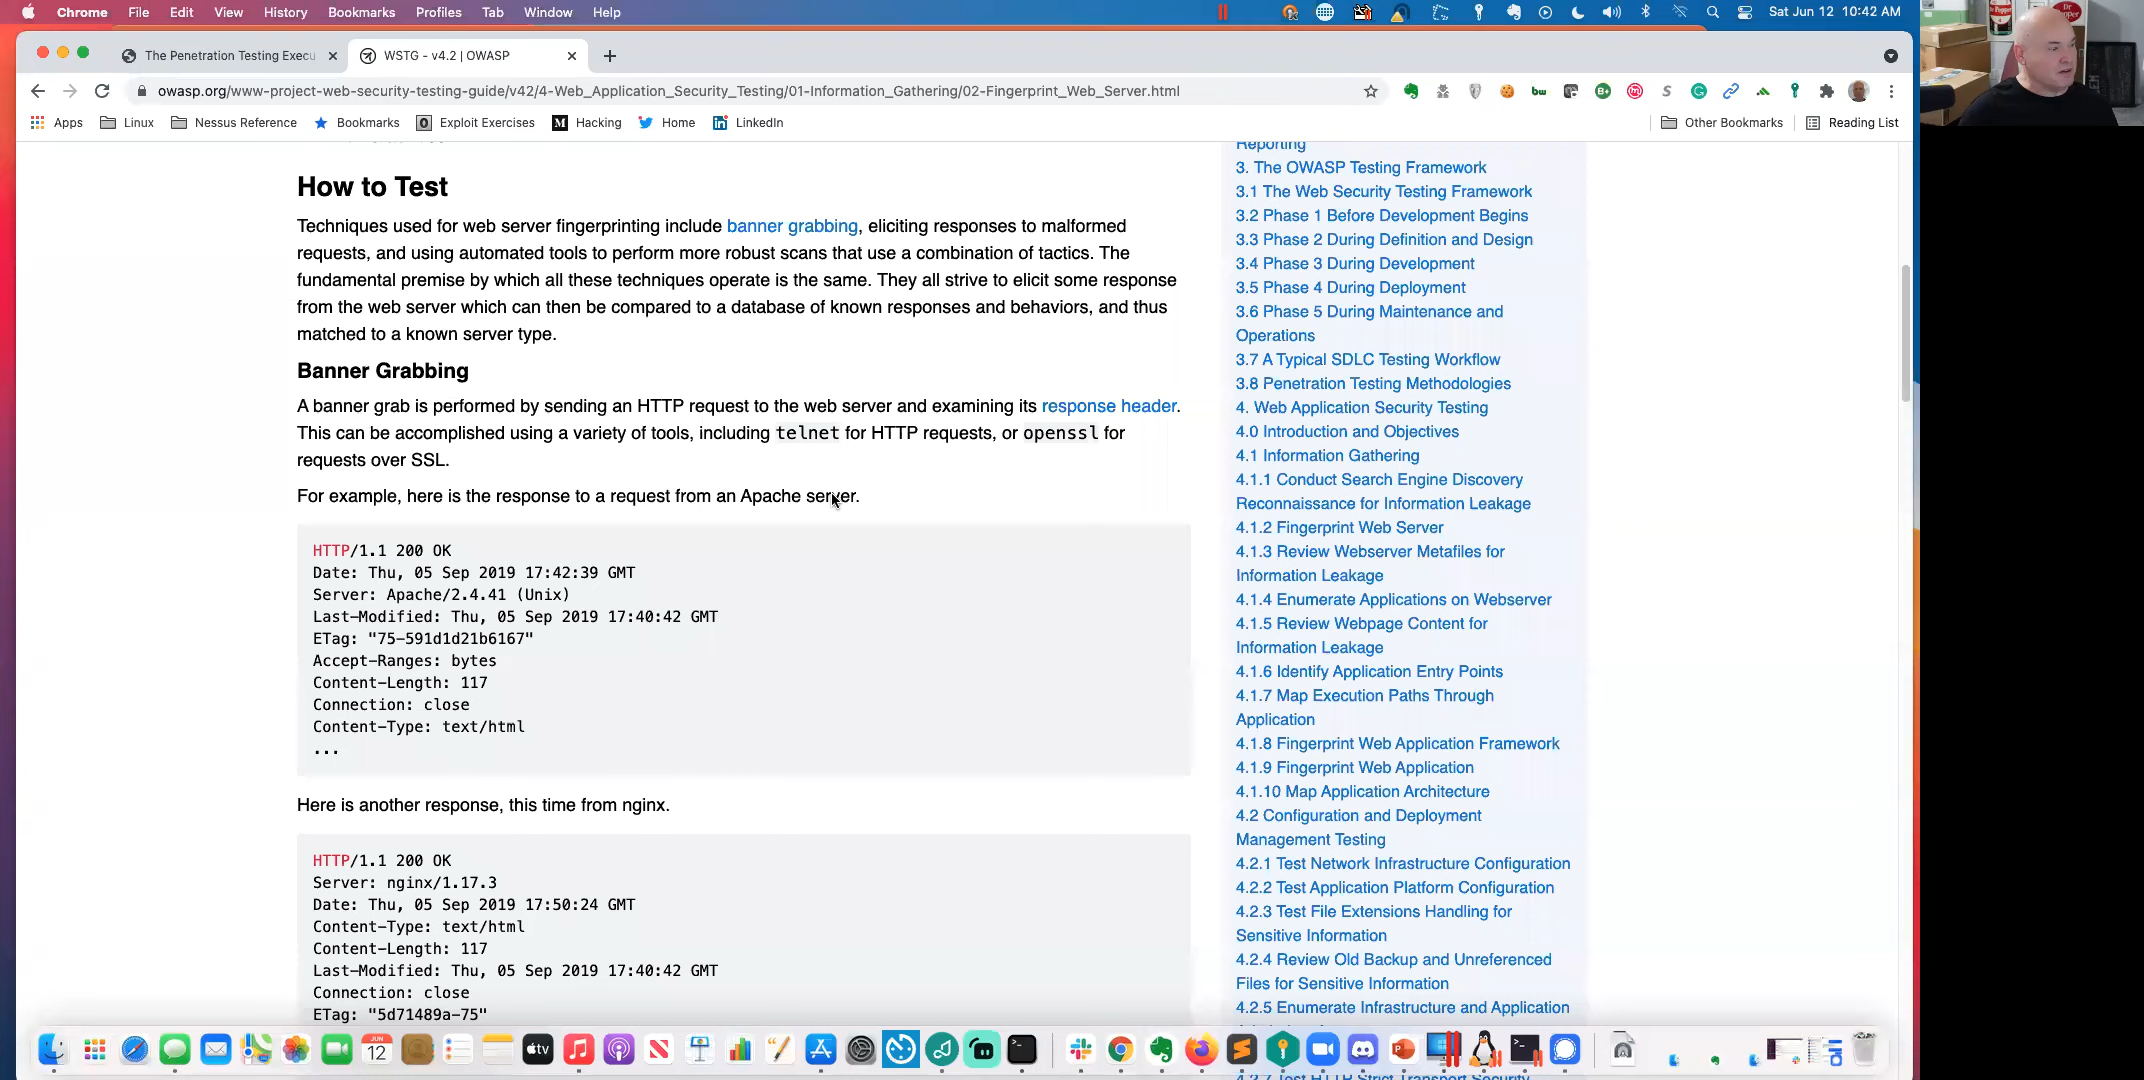 Chrome File Edit View History Bookmarks Profiles Tab Window Help Sat Jun 12 10:42 AM
The Penetration Testing Execu
WSTG - v4.2 | OWASP
owasp.org/www-project-web-security-testing-guide/v42/4-Web_Application_Security_Testing/01-Information_Gathering/02-Fingerprint_Web_Server.html
Apps Linux Nessus Reference Bookmarks Exploit Exercises Hacking Home LinkedIn Other Bookmarks Reading List
How to Test
Techniques used for web server fingerprinting include banner grabbing, eliciting responses to malformed
requests, and using automated tools to perform more robust scans that use a combination of tactics. The
fundamental premise by which all these techniques operate is the same. They all strive to elicit some response
from the web server which can then be compared to a database of known responses and behaviors, and thus
matched to a known server type.
Banner Grabbing
A banner grab is performed by sending an HTTP request to the web server and examining its response header.
This can be accomplished using a variety of tools, including telnet for HTTP requests, or openssl for
requests over SSL.
For example, here is the response to a request from an Apache server.
HTTP/1.1 200 OK
Date: Thu, 05 Sep 2019 17:42:39 GMT
Server: Apache/2.4.41 (Unix)
Last-Modified: Thu, 05 Sep 2019 17:40:42 GMT
ETag: "75-591d1d21b6167"
Accept-Ranges: bytes
Content-Length: 117
Connection: close
Content-Type: text/html
...
Here is another response, this time from nginx.
HTTP/1.1 200 OK
Server: nginx/1.17.3
Date: Thu, 05 Sep 2019 17:50:24 GMT
Content-Type: text/html
Content-Length: 117
Last-Modified: Thu, 05 Sep 2019 17:40:42 GMT
Connection: close
ETag: "5d71489a-75"
Reporting
3. The OWASP Testing Framework
3.1 The Web Security Testing Framework
3.2 Phase 1 Before Development Begins
3.3 Phase 2 During Definition and Design
3.4 Phase 3 During Development
3.5 Phase 4 During Deployment
3.6 Phase 5 During Maintenance and
Operations
3.7 A Typical SDLC Testing Workflow
3.8 Penetration Testing Methodologies
4. Web Application Security Testing
4.0 Introduction and Objectives
4.1 Information Gathering
4.1.1 Conduct Search Engine Discovery
Reconnaissance for Information Leakage
4.1.2 Fingerprint Web Server
4.1.3 Review Webserver Metafiles for
Information Leakage
4.1.4 Enumerate Applications on Webserver
4.1.5 Review Webpage Content for
Information Leakage
4.1.6 Identify Application Entry Points
4.1.7 Map Execution Paths Through
Application
4.1.8 Fingerprint Web Application Framework
4.1.9 Fingerprint Web Application
4.1.10 Map Application Architecture
4.2 Configuration and Deployment
Management Testing
4.2.1 Test Network Infrastructure Configuration
4.2.2 Test Application Platform Configuration
4.2.3 Test File Extensions Handling for
Sensitive Information
4.2.4 Review Old Backup and Unreferenced
Files for Sensitive Information
4.2.5 Enumerate Infrastructure and Application
4.2.7 Test HTTP Strict Transport Security
JUN
12
tv